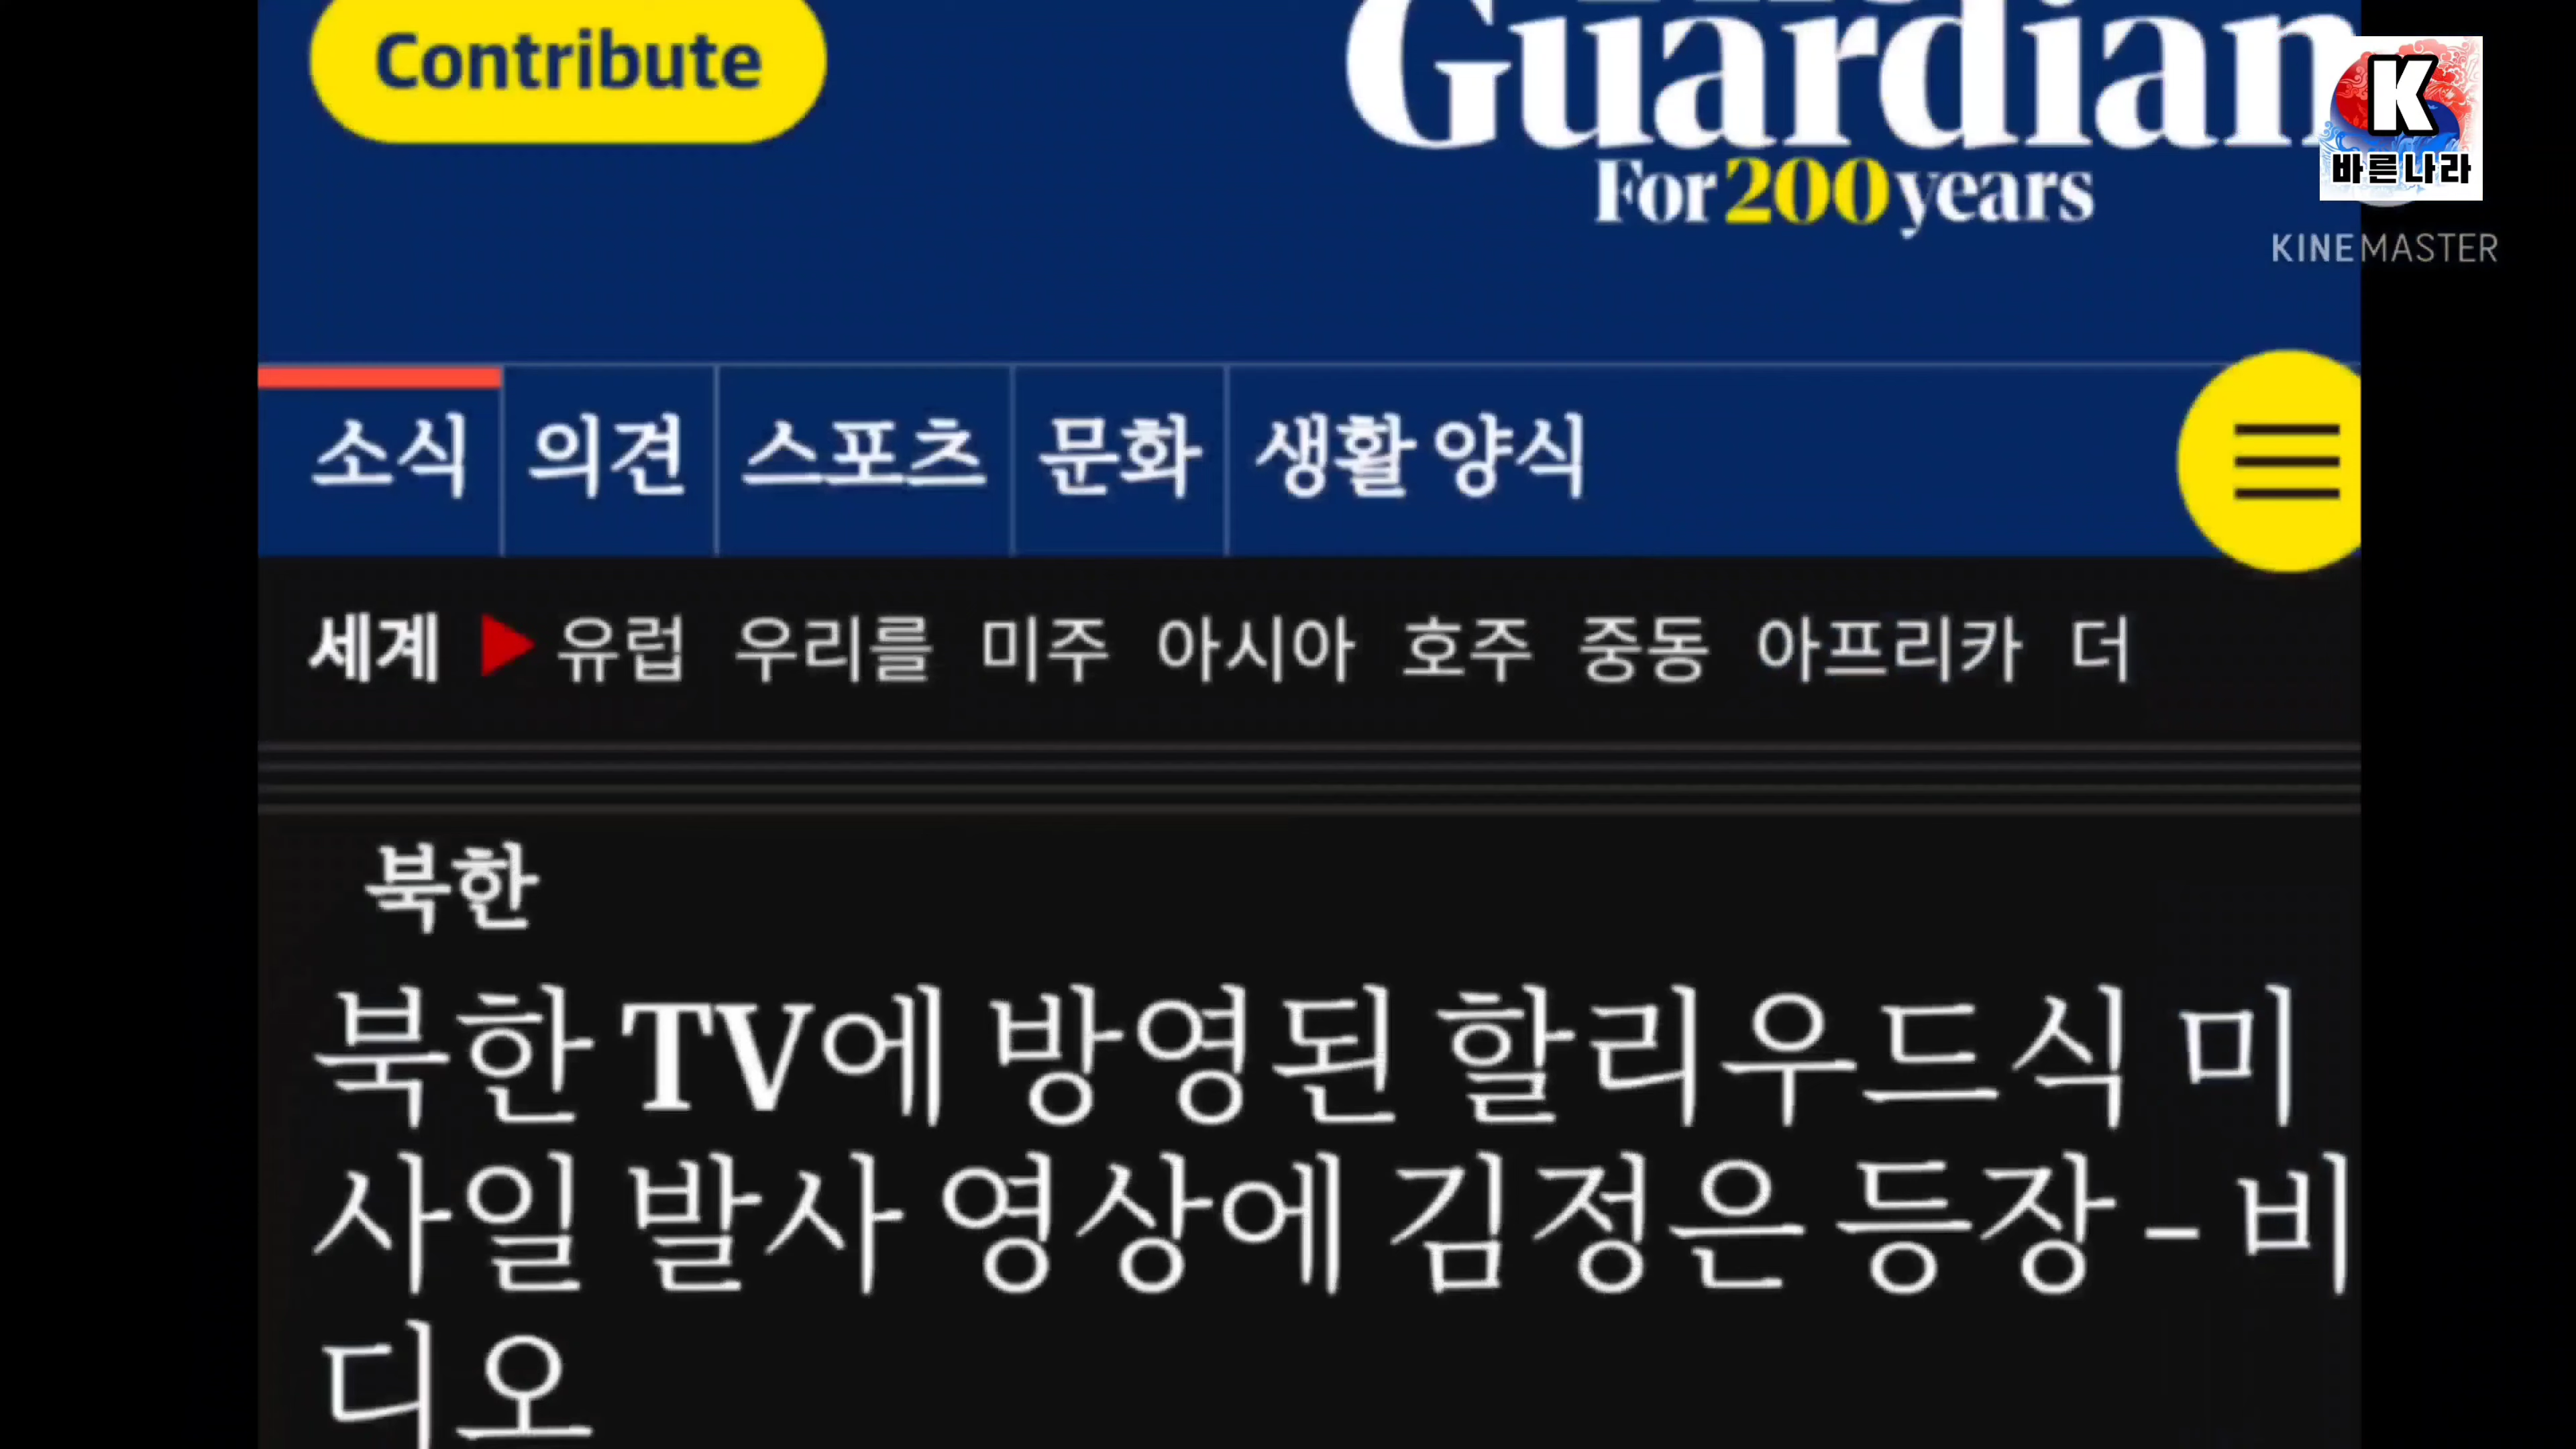 Contribute
Guardian
For 200 years
K
바른나라
KINEMASTER
소식 의견 스포츠 문화 생활 양식
세계 유럽 우리를 미주 아시아 호주 중동 아프리카 더
북한
북한 TV에 방영된 할리우드식 미
사일 발사 영상에 김정은 등장 - 비
디오